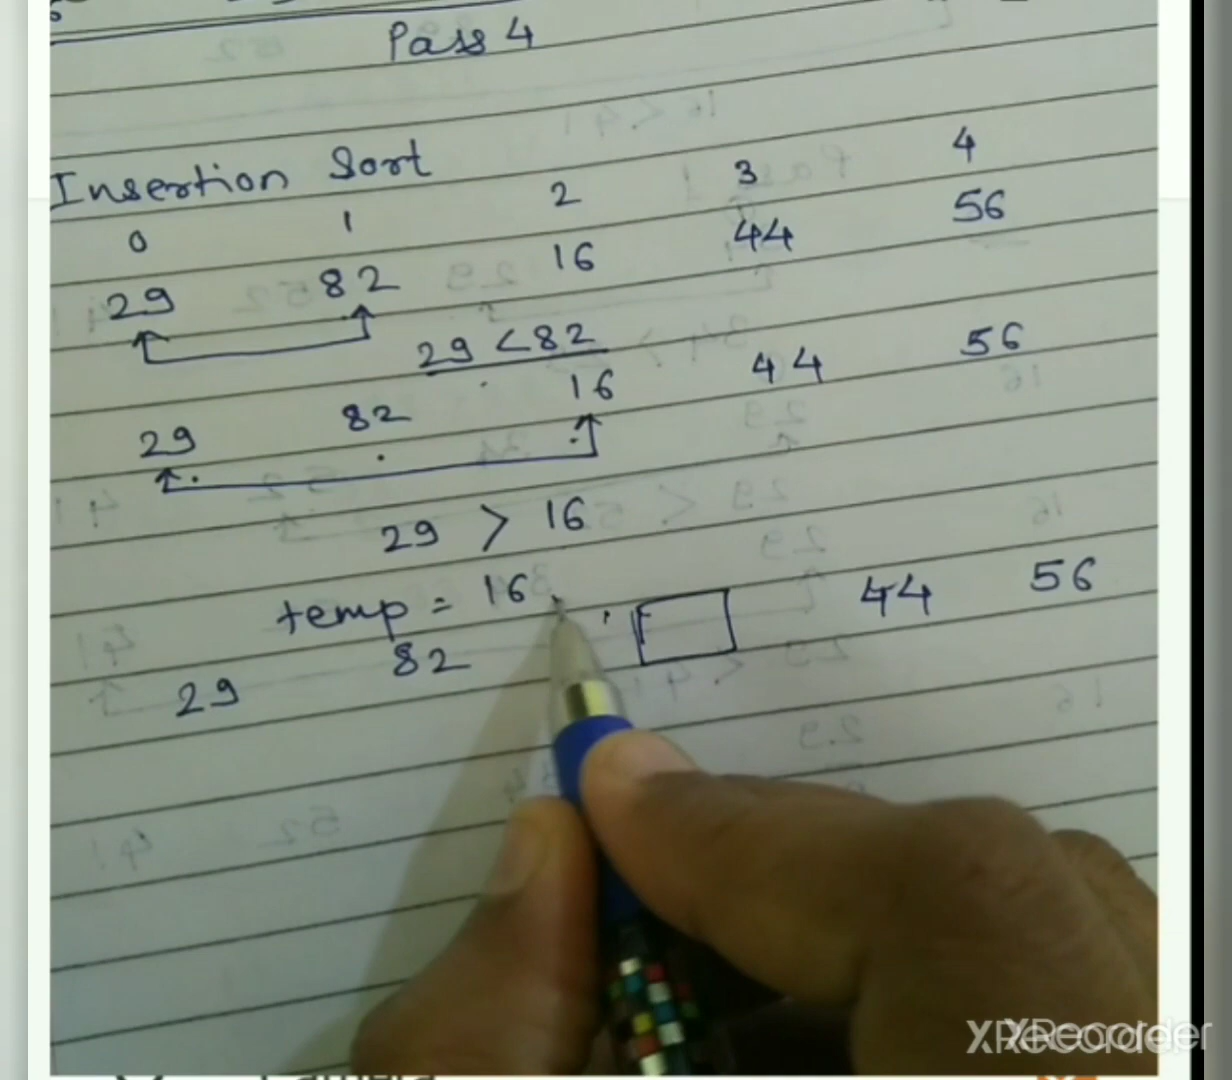 Pass 4
Insertion Sort
0 1 2 3 4
29 82 16 44 56
29 < 82
29 82 16 44 56
29 > 16
temp = 16
29 82 44 56
XRecorder